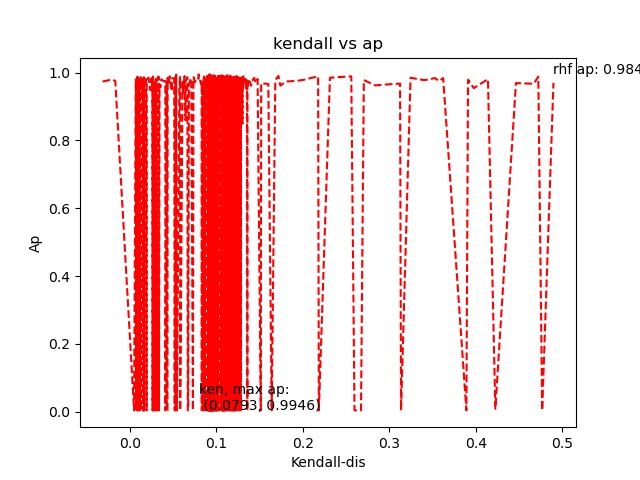 kendall vs ap
rhf ap: 0.984
1.0
0.8
0.6
0.4
0.2
0.0
Ap
ken, max ap:
(0.0793, 0.9946)
0.0 0.1 0.2 0.3 0.4 0.5
Kendall-dis